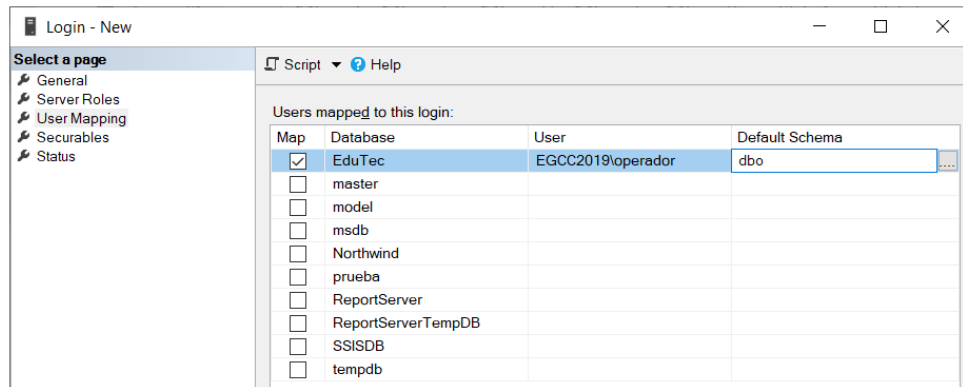 Login - New
Select a page
General
Server Roles
User Mapping
Securables
Status
Script Help
Users mapped to this login:
Map Database User Default Schema
EduTec EGCC2019\operador dbo ...
master
model
msdb
Northwind
prueba
ReportServer
ReportServerTempDB
SSISDB
tempdb